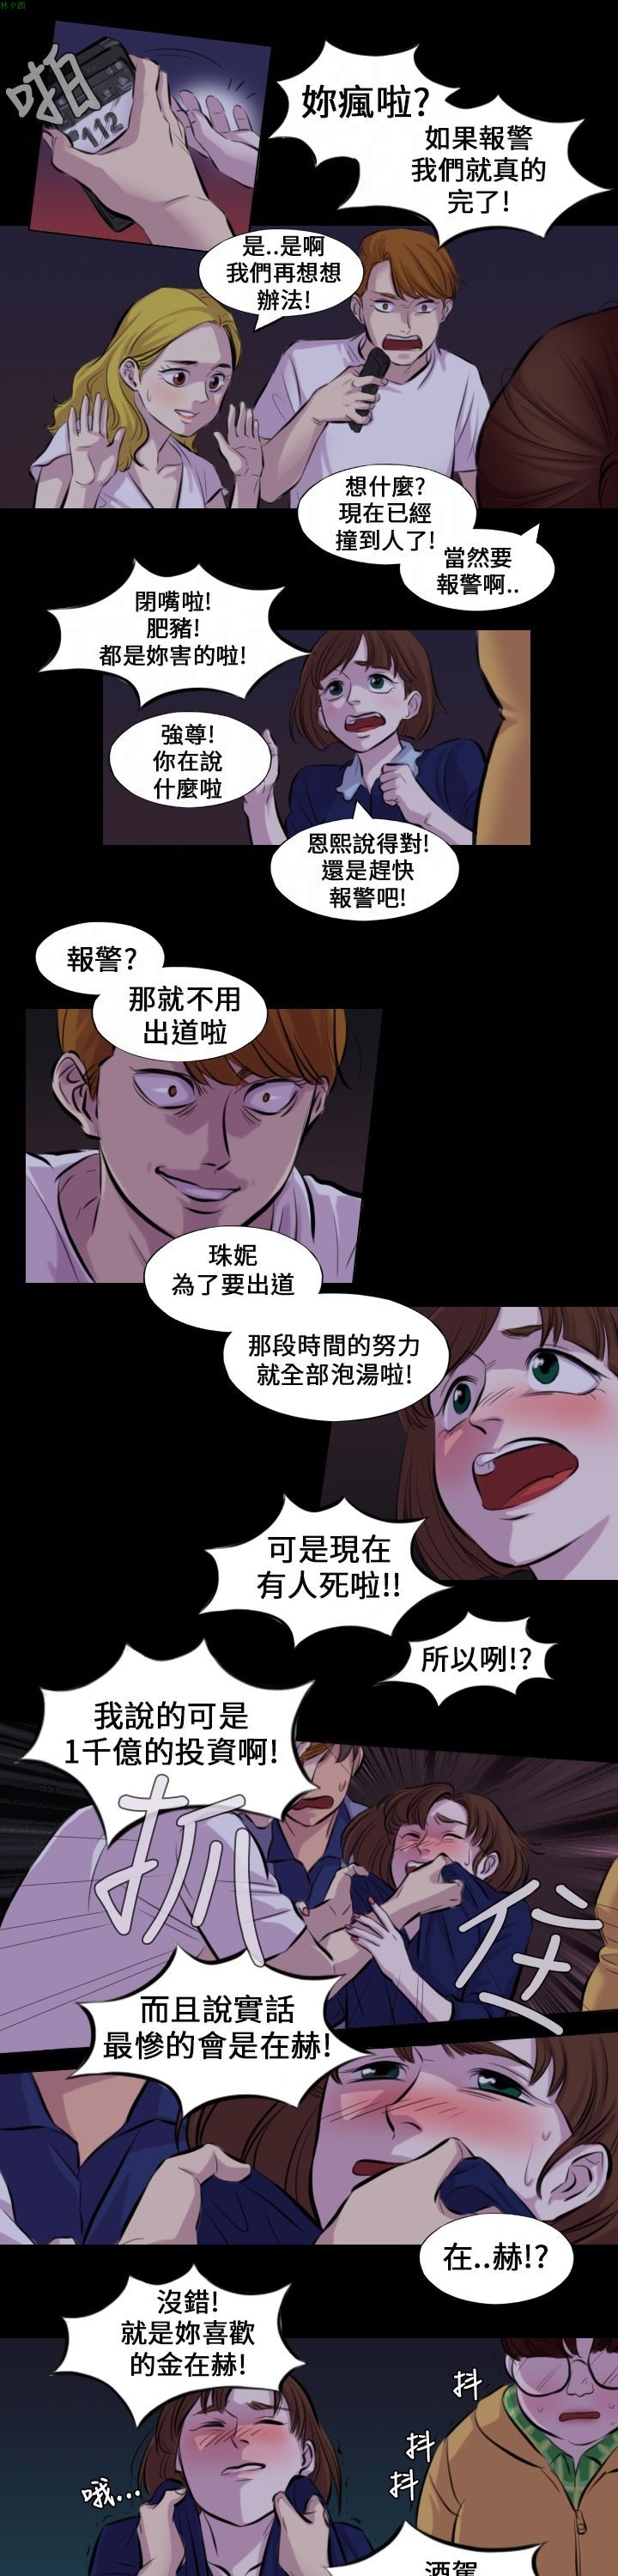 林夕西
啪
112
妳瘋啦?
如果報警
我們就真的
完了!
是..是啊
我們再想想
辦法!
想什麼?
現在已經
撞到人了!
當然要
報警啊..
閉嘴啦!
肥豬!
都是妳害的啦!
強尊!
你在說
什麼啦
恩熙說得對!
還是趕快
報警吧!
報警?
那就不用
出道啦
珠妮
為了要出道
那段時間的努力
就全部泡湯啦!
可是現在
有人死啦!!
所以咧!?
我說的可是
1千億的投資啊!
抓
住
而且說實話
最慘的會是在赫!
在..赫!?
沒錯!
就是妳喜歡
的金在赫!
抖
抖
抖
哦...
酒駕